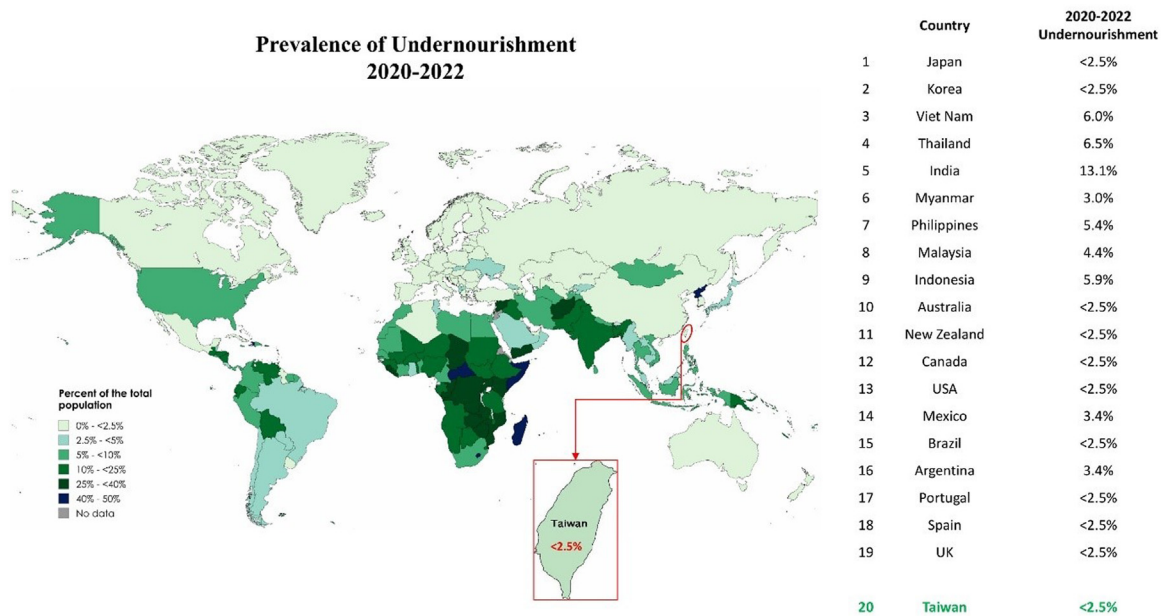 Prevalence of Undernourishment
2020-2022
Percent of the total
population
0% - <2.5%
2.5% - <5%
5% - <10%
10% - <25%
25% - <40%
40% - 50%
No data
Taiwan
<2.5%
Country 2020-2022 Undernourishment
1 Japan <2.5%
2 Korea <2.5%
3 Viet Nam 6.0%
4 Thailand 6.5%
5 India 13.1%
6 Myanmar 3.0%
7 Philippines 5.4%
8 Malaysia 4.4%
9 Indonesia 5.9%
10 Australia <2.5%
11 New Zealand <2.5%
12 Canada <2.5%
13 USA <2.5%
14 Mexico 3.4%
15 Brazil <2.5%
16 Argentina 3.4%
17 Portugal <2.5%
18 Spain <2.5%
19 UK <2.5%
20 Taiwan <2.5%